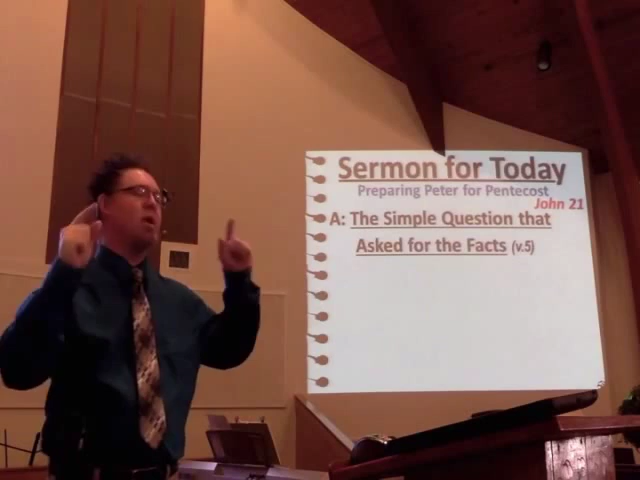 Sermon for Today
Preparing Peter for Pentecost
John 21
A: The Simple Question that
Asked for the Facts (v.5)